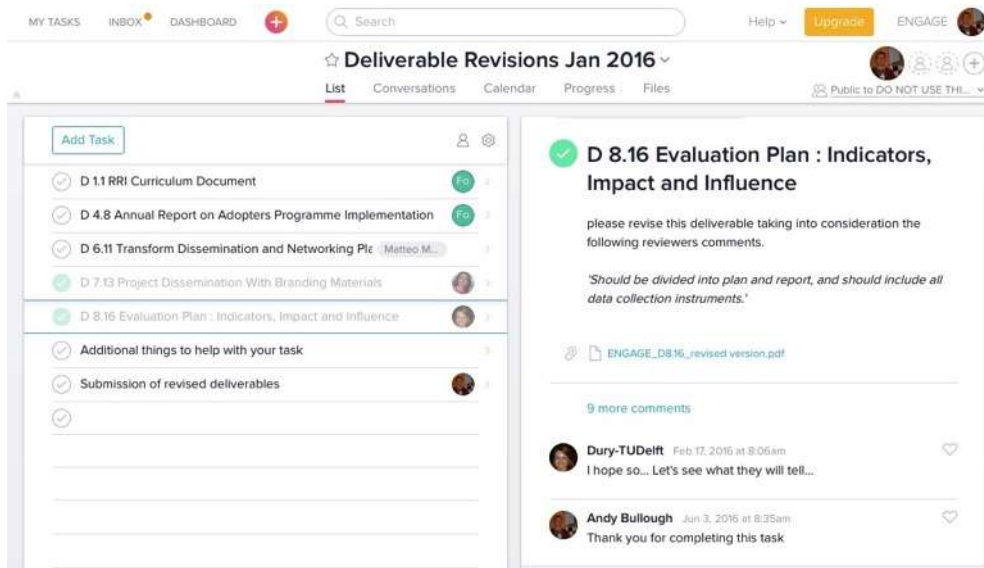 MY TASKS INBOX DASHBOARD Search Help Upgrade ENGAGE
Deliverable Revisions Jan 2016
List Conversations Calendar Progress Files Public to DO NOT USE THI...
Add Task
D 1.1 RRI Curriculum Document Fo
D 4.8 Annual Report on Adopters Programme Implementation Fo
D 6.11 Transform Dissemination and Networking Pla Matteo M...
D 7.13 Project Dissemination With Branding Materials
D 8.16 Evaluation Plan : Indicators, Impact and Influence
Additional things to help with your task
Submission of revised deliverables
D 8.16 Evaluation Plan : Indicators,
Impact and Influence
please revise this deliverable taking into consideration the
following reviewers comments.
'Should be divided into plan and report, and should include all
data collection instruments.'
ENGAGE_D8.16_revised version.pdf
9 more comments
Dury-TUDelft Feb 17, 2016 at 8:06am
I hope so... Let's see what they will tell...
Andy Bullough Jun 3, 2016 at 8:35am
Thank you for completing this task